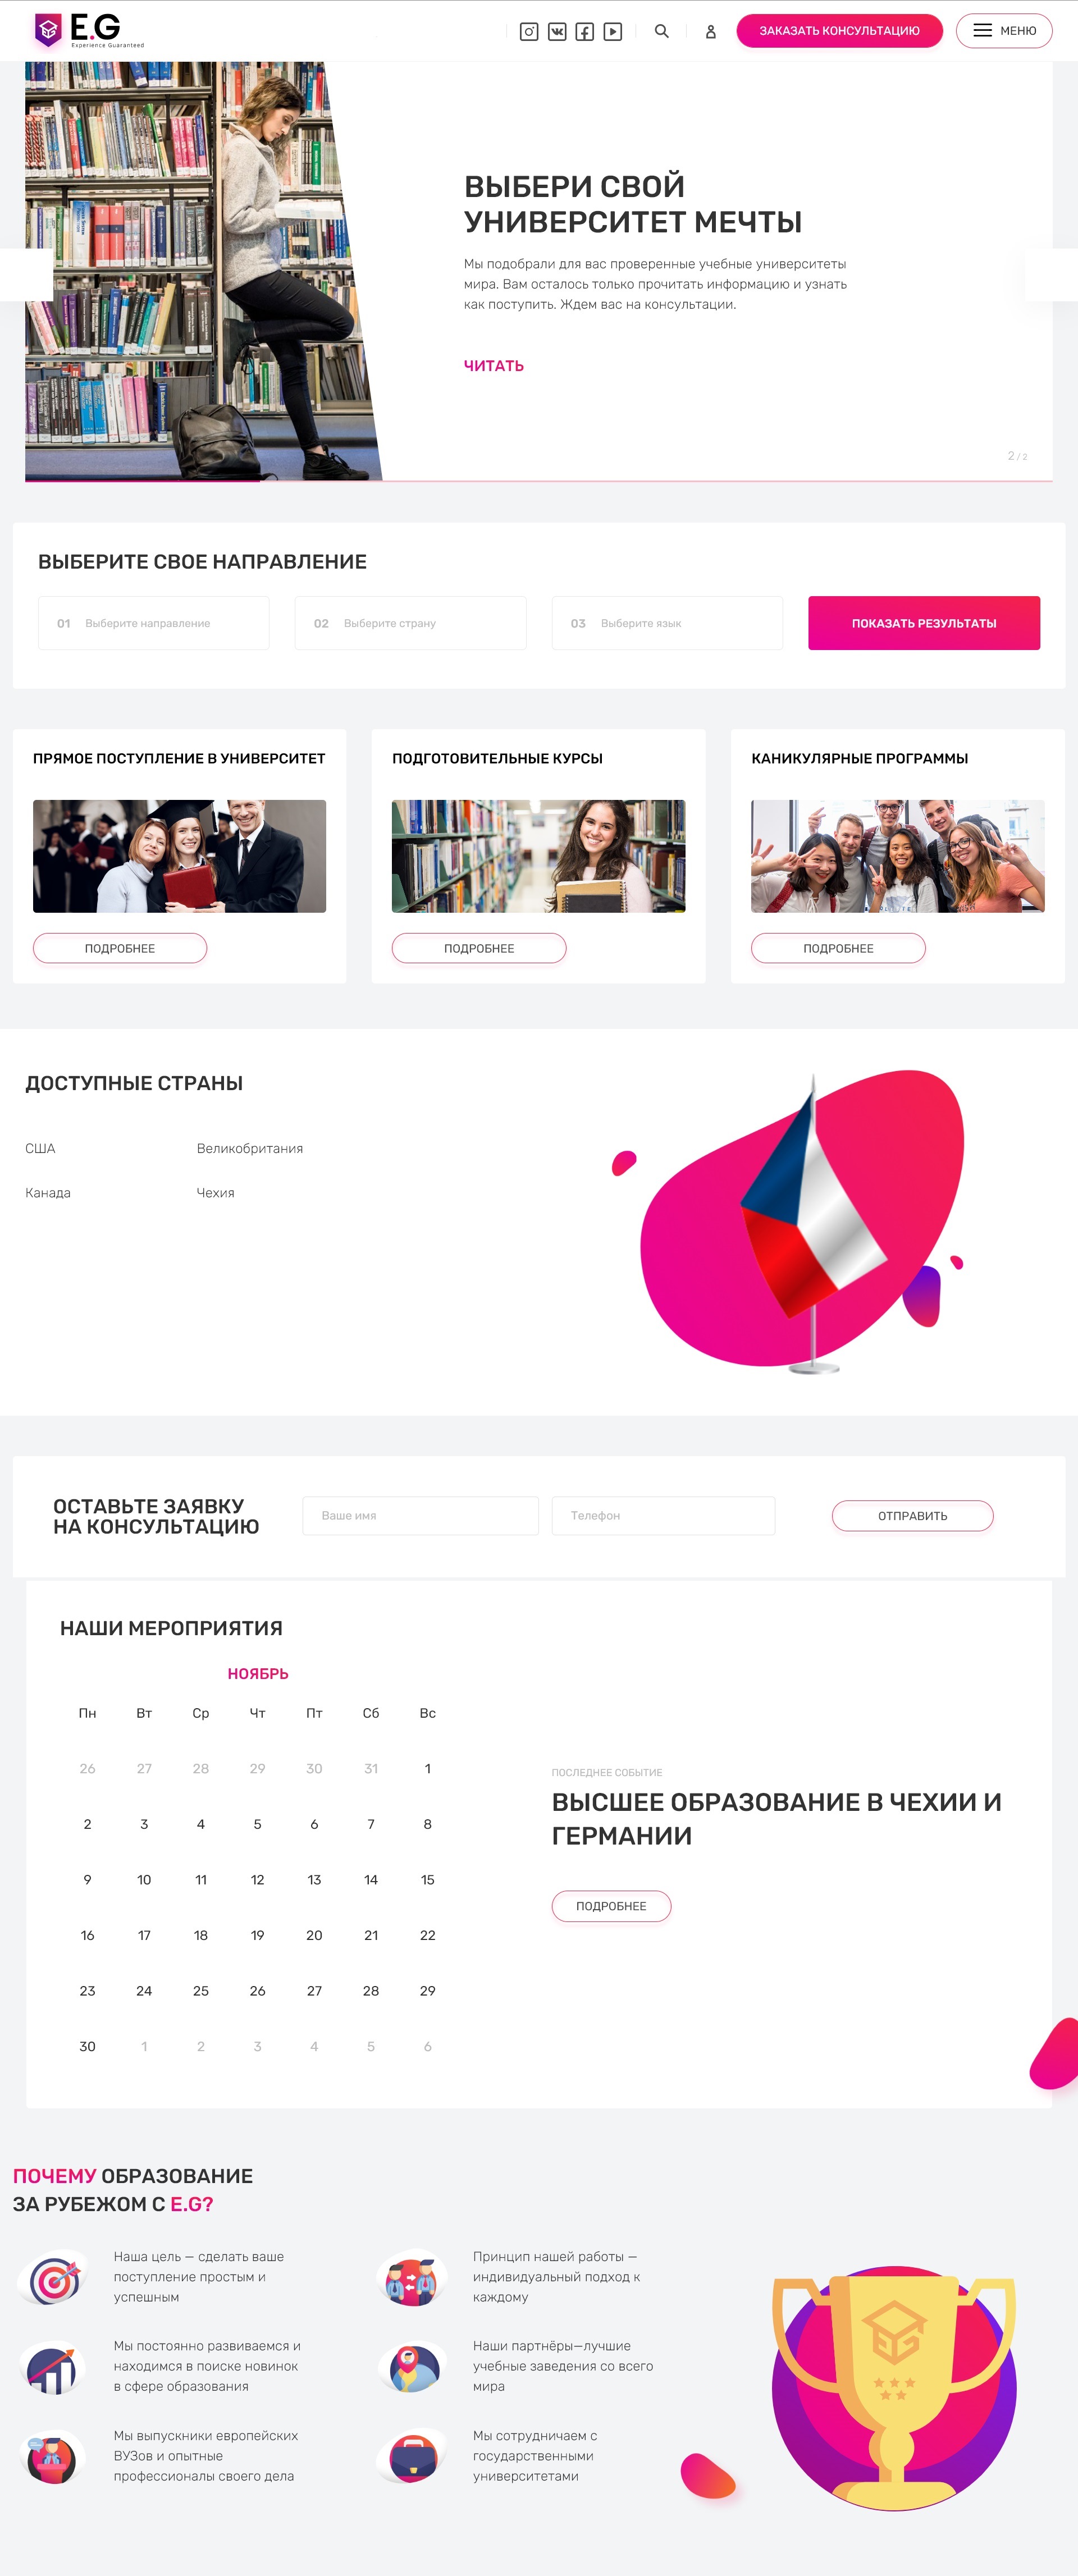 E.G
Experience Guaranteed
ЗАКАЗАТЬ КОНСУЛЬТАЦИЮ
МЕНЮ
ВЫБЕРИ СВОЙ
УНИВЕРСИТЕТ МЕЧТЫ
Мы подобрали для вас проверенные учебные университеты
мира. Вам осталось только прочитать информацию и узнать
как поступить. Ждем вас на консультации.
ЧИТАТЬ
2 / 2
ВЫБЕРИТЕ СВОЕ НАПРАВЛЕНИЕ
01 Выберите направление
02 Выберите страну
03 Выберите язык
ПОКАЗАТЬ РЕЗУЛЬТАТЫ
ПРЯМОЕ ПОСТУПЛЕНИЕ В УНИВЕРСИТЕТ
ПОДРОБНЕЕ
ПОДГОТОВИТЕЛЬНЫЕ КУРСЫ
ПОДРОБНЕЕ
КАНИКУЛЯРНЫЕ ПРОГРАММЫ
ПОДРОБНЕЕ
ДОСТУПНЫЕ СТРАНЫ
США Великобритания
Канада Чехия
ОСТАВЬТЕ ЗАЯВКУ
НА КОНСУЛЬТАЦИЮ
Ваше имя
Телефон
ОТПРАВИТЬ
НАШИ МЕРОПРИЯТИЯ
НОЯБРЬ
Пн Вт Ср Чт Пт Сб Вс
26 27 28 29 30 31 1
2 3 4 5 6 7 8
9 10 11 12 13 14 15
16 17 18 19 20 21 22
23 24 25 26 27 28 29
30 1 2 3 4 5 6
ПОСЛЕДНЕЕ СОБЫТИЕ
ВЫСШЕЕ ОБРАЗОВАНИЕ В ЧЕХИИ И
ГЕРМАНИИ
ПОДРОБНЕЕ
ПОЧЕМУ ОБРАЗОВАНИЕ
ЗА РУБЕЖОМ С E.G?
Наша цель — сделать ваше
поступление простым и
успешным
Принцип нашей работы —
индивидуальный подход к
каждому
Мы постоянно развиваемся и
находимся в поиске новинок
в сфере образования
Наши партнёры—лучшие
учебные заведения со всего
мира
Мы выпускники европейских
ВУЗов и опытные
профессионалы своего дела
Мы сотрудничаем с
государственными
университетами